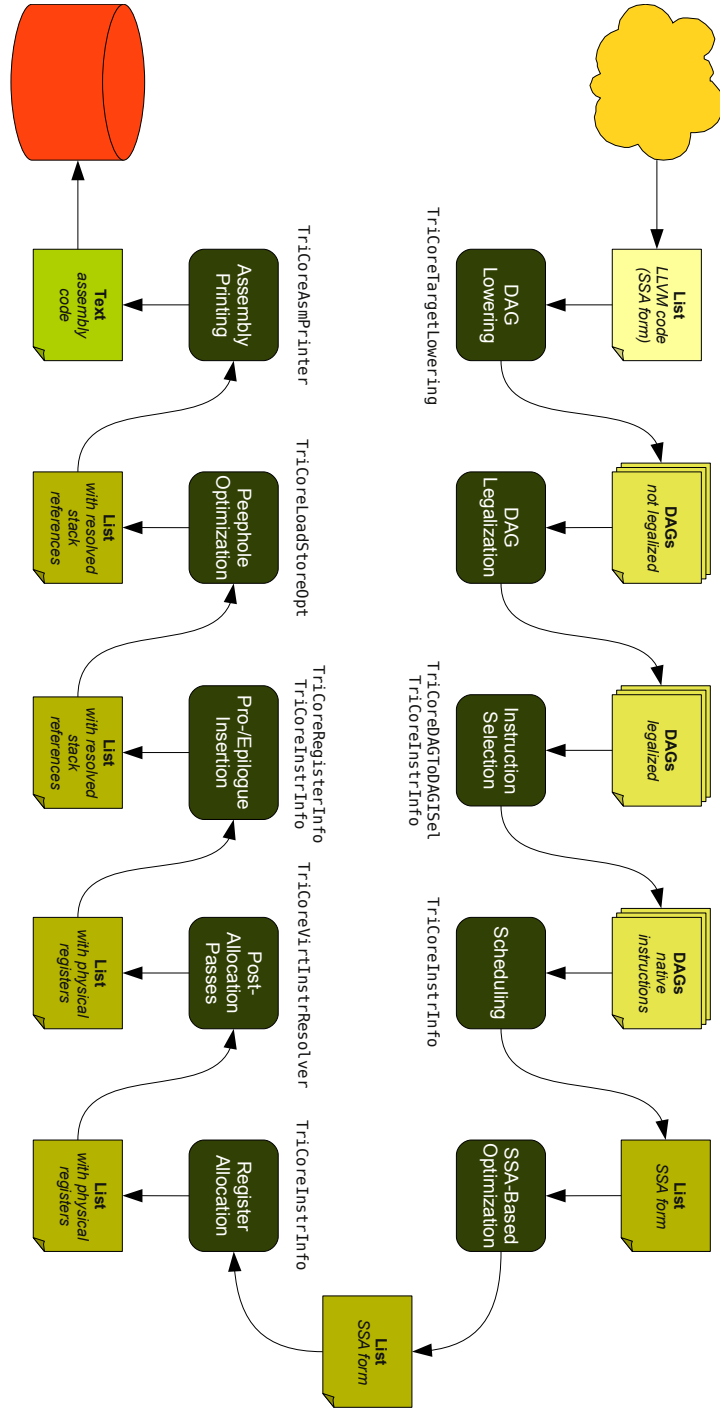 List
LLVM code
(SSA form)
DAGs
not legalized
DAGs
legalized
DAGs
native
instructions
List
SSA form
DAG
Lowering
DAG
Legalization
Instruction
Selection
Scheduling
SSA-Based
Optimization
TriCoreTargetLowering
TriCoreDAGToDAGISel
TriCoreInstrInfo
TriCoreInstrInfo
List
SSA form
TriCoreAsmPrinter
TriCoreLoadStoreOpt
TriCoreRegisterInfo
TriCoreInstrInfo
TriCoreVirtInstrResolver
TriCoreInstrInfo
Assembly
Printing
Peephole
Optimization
Pro-/Epilogue
Insertion
Post-
Allocation
Passes
Register
Allocation
Text
assembly
code
List
with resolved
stack
references
List
with resolved
stack
references
List
with physical
registers
List
with physical
registers